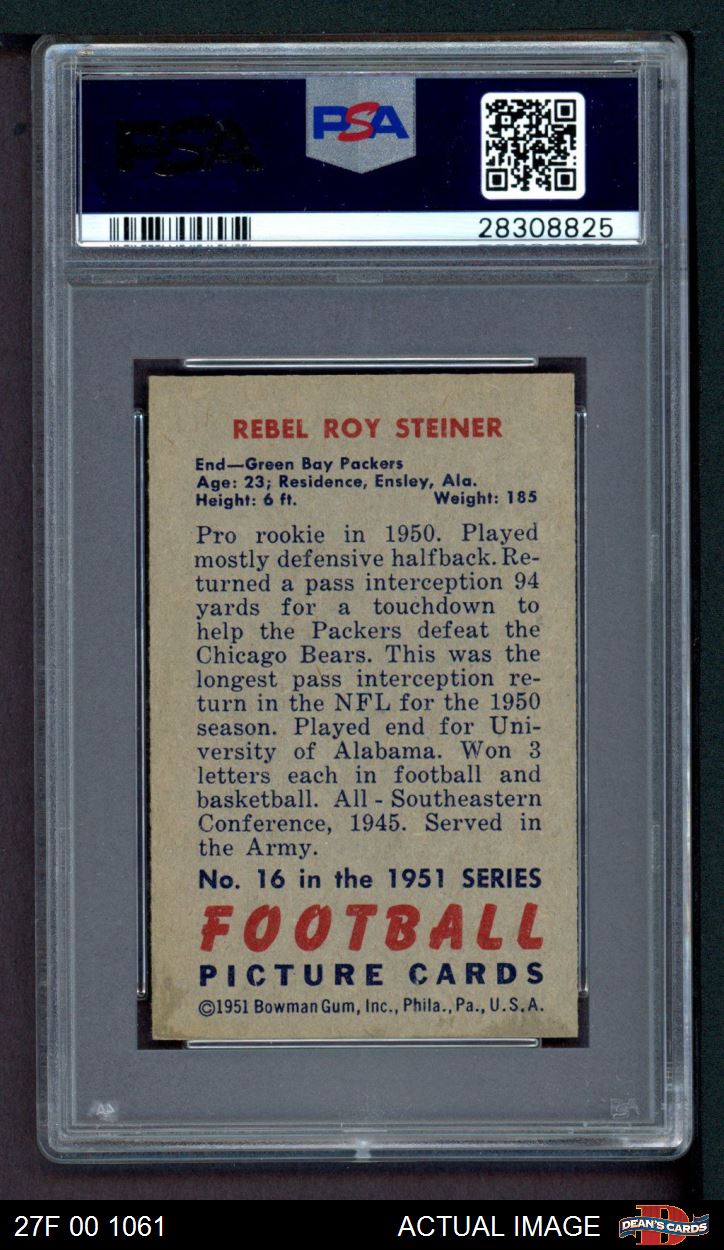 PSA
PSA
28308825
REBEL ROY STEINER
End—Green Bay Packers
Age: 23; Residence, Ensley, Ala.
Height: 6 ft. Weight: 185
Pro rookie in 1950. Played
mostly defensive halfback. Re-
turned a pass interception 94
yards for a touchdown to
help the Packers defeat the
Chicago Bears. This was the
longest pass interception re-
turn in the NFL for the 1950
season. Played end for Uni-
versity of Alabama. Won 3
letters each in football and
basketball. All - Southeastern
Conference, 1945. Served in
the Army.
No. 16 in the 1951 SERIES
FOOTBALL
PICTURE CARDS
©1951 Bowman Gum, Inc., Phila., Pa., U.S.A.
27F 00 1061 ACTUAL IMAGE DEAN'S CARDS